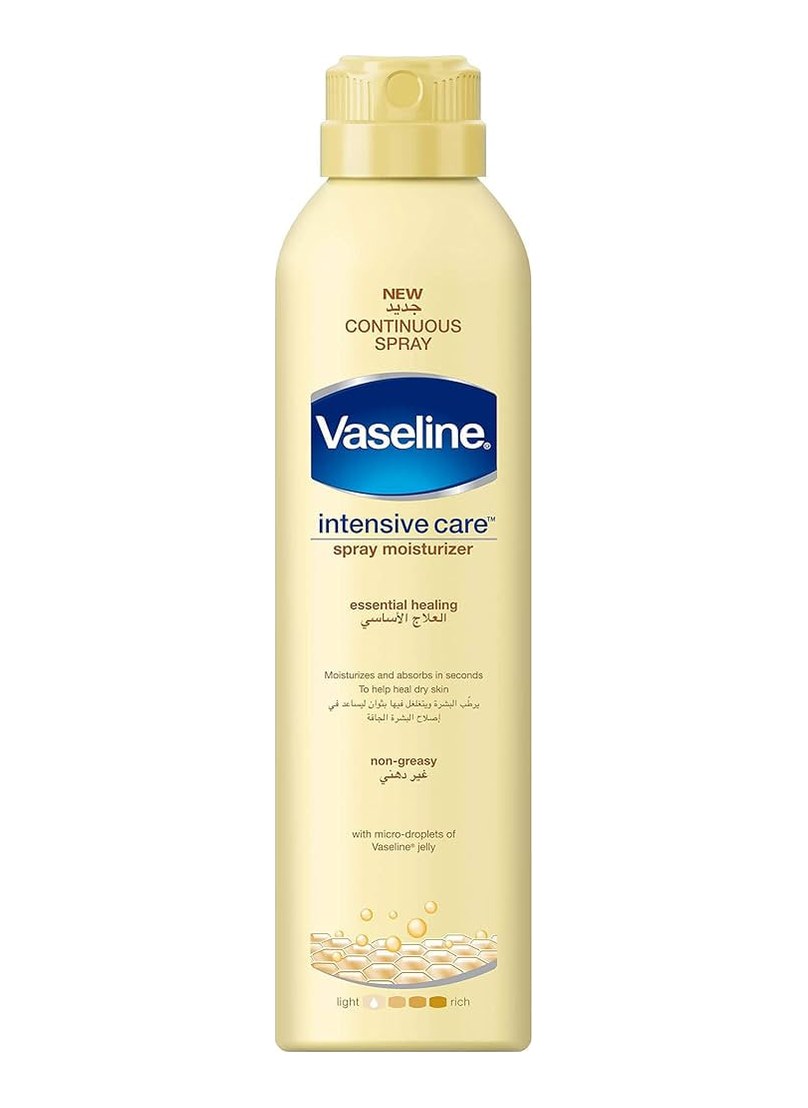 NEW
جديد
CONTINUOUS
SPRAY
Vaseline®
intensive care™
spray moisturizer
essential healing
العلاج الأساسي
Moisturizes and absorbs in seconds
To help heal dry skin
يرطّب البشرة ويتغلغل فيها بثوان ليساعد في
إصلاح البشرة الجافة
non-greasy
غير دهني
with micro-droplets of
Vaseline® jelly
light rich